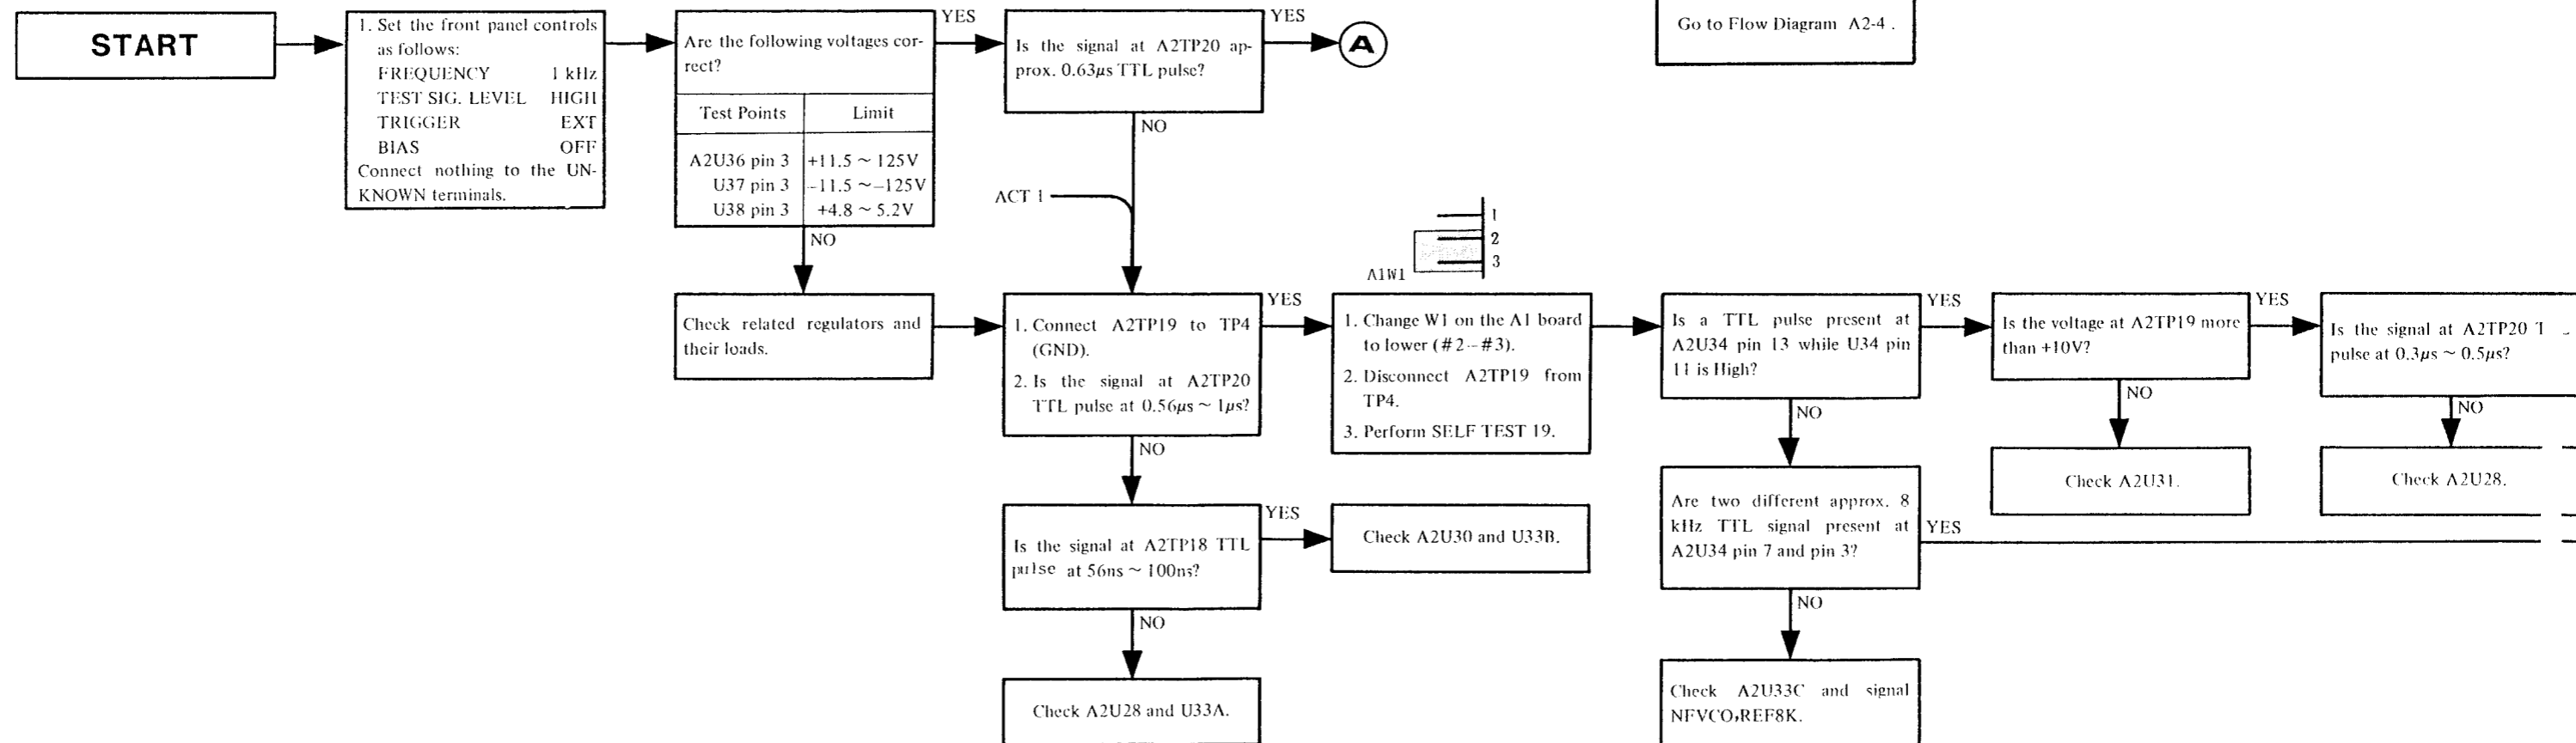 START
1. Set the front panel controls
as follows:
FREQUENCY 1 kHz
TEST SIG. LEVEL HIGH
TRIGGER EXT
BIAS OFF
Connect nothing to the UN-
KNOWN terminals.
Are the following voltages cor-
rect?
Test Points Limit
A2U36 pin 3 +11.5 ~ 125V
U37 pin 3 -11.5 ~ -125V
U38 pin 3 +4.8 ~ 5.2V
YES
NO
Is the signal at A2TP20 ap-
prox. 0.63μs TTL pulse?
YES
A
NO
Go to Flow Diagram A2-4 .
ACT 1
Check related regulators and
their loads.
1. Connect A2TP19 to TP4
(GND).
2. Is the signal at A2TP20
TTL pulse at 0.56μs ~ 1μs?
YES
NO
A1W1
1
2
3
1. Change W1 on the A1 board
to lower (#2--#3).
2. Disconnect A2TP19 from
TP4.
3. Perform SELF TEST 19.
Is a TTL pulse present at
A2U34 pin 13 while U34 pin
11 is High?
YES
NO
Is the voltage at A2TP19 more
than +10V?
YES
NO
Is the signal at A2TP20
pulse at 0.3μs ~ 0.5μs?
NO
Check A2U31.
Check A2U28.
Is the signal at A2TP18 TTL
pulse at 56ns ~ 100ns?
YES
NO
Check A2U30 and U33B.
Are two different approx. 8
kHz TTL signal present at
A2U34 pin 7 and pin 3?
YES
NO
Check A2U28 and U33A.
Check A2U33C and signal
NFVCO,REF8K.